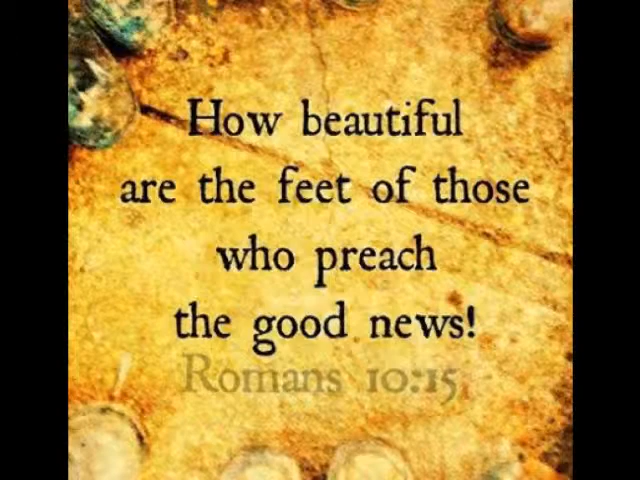 How beautiful
are the feet of those
who preach
the good news!
Romans 10:15